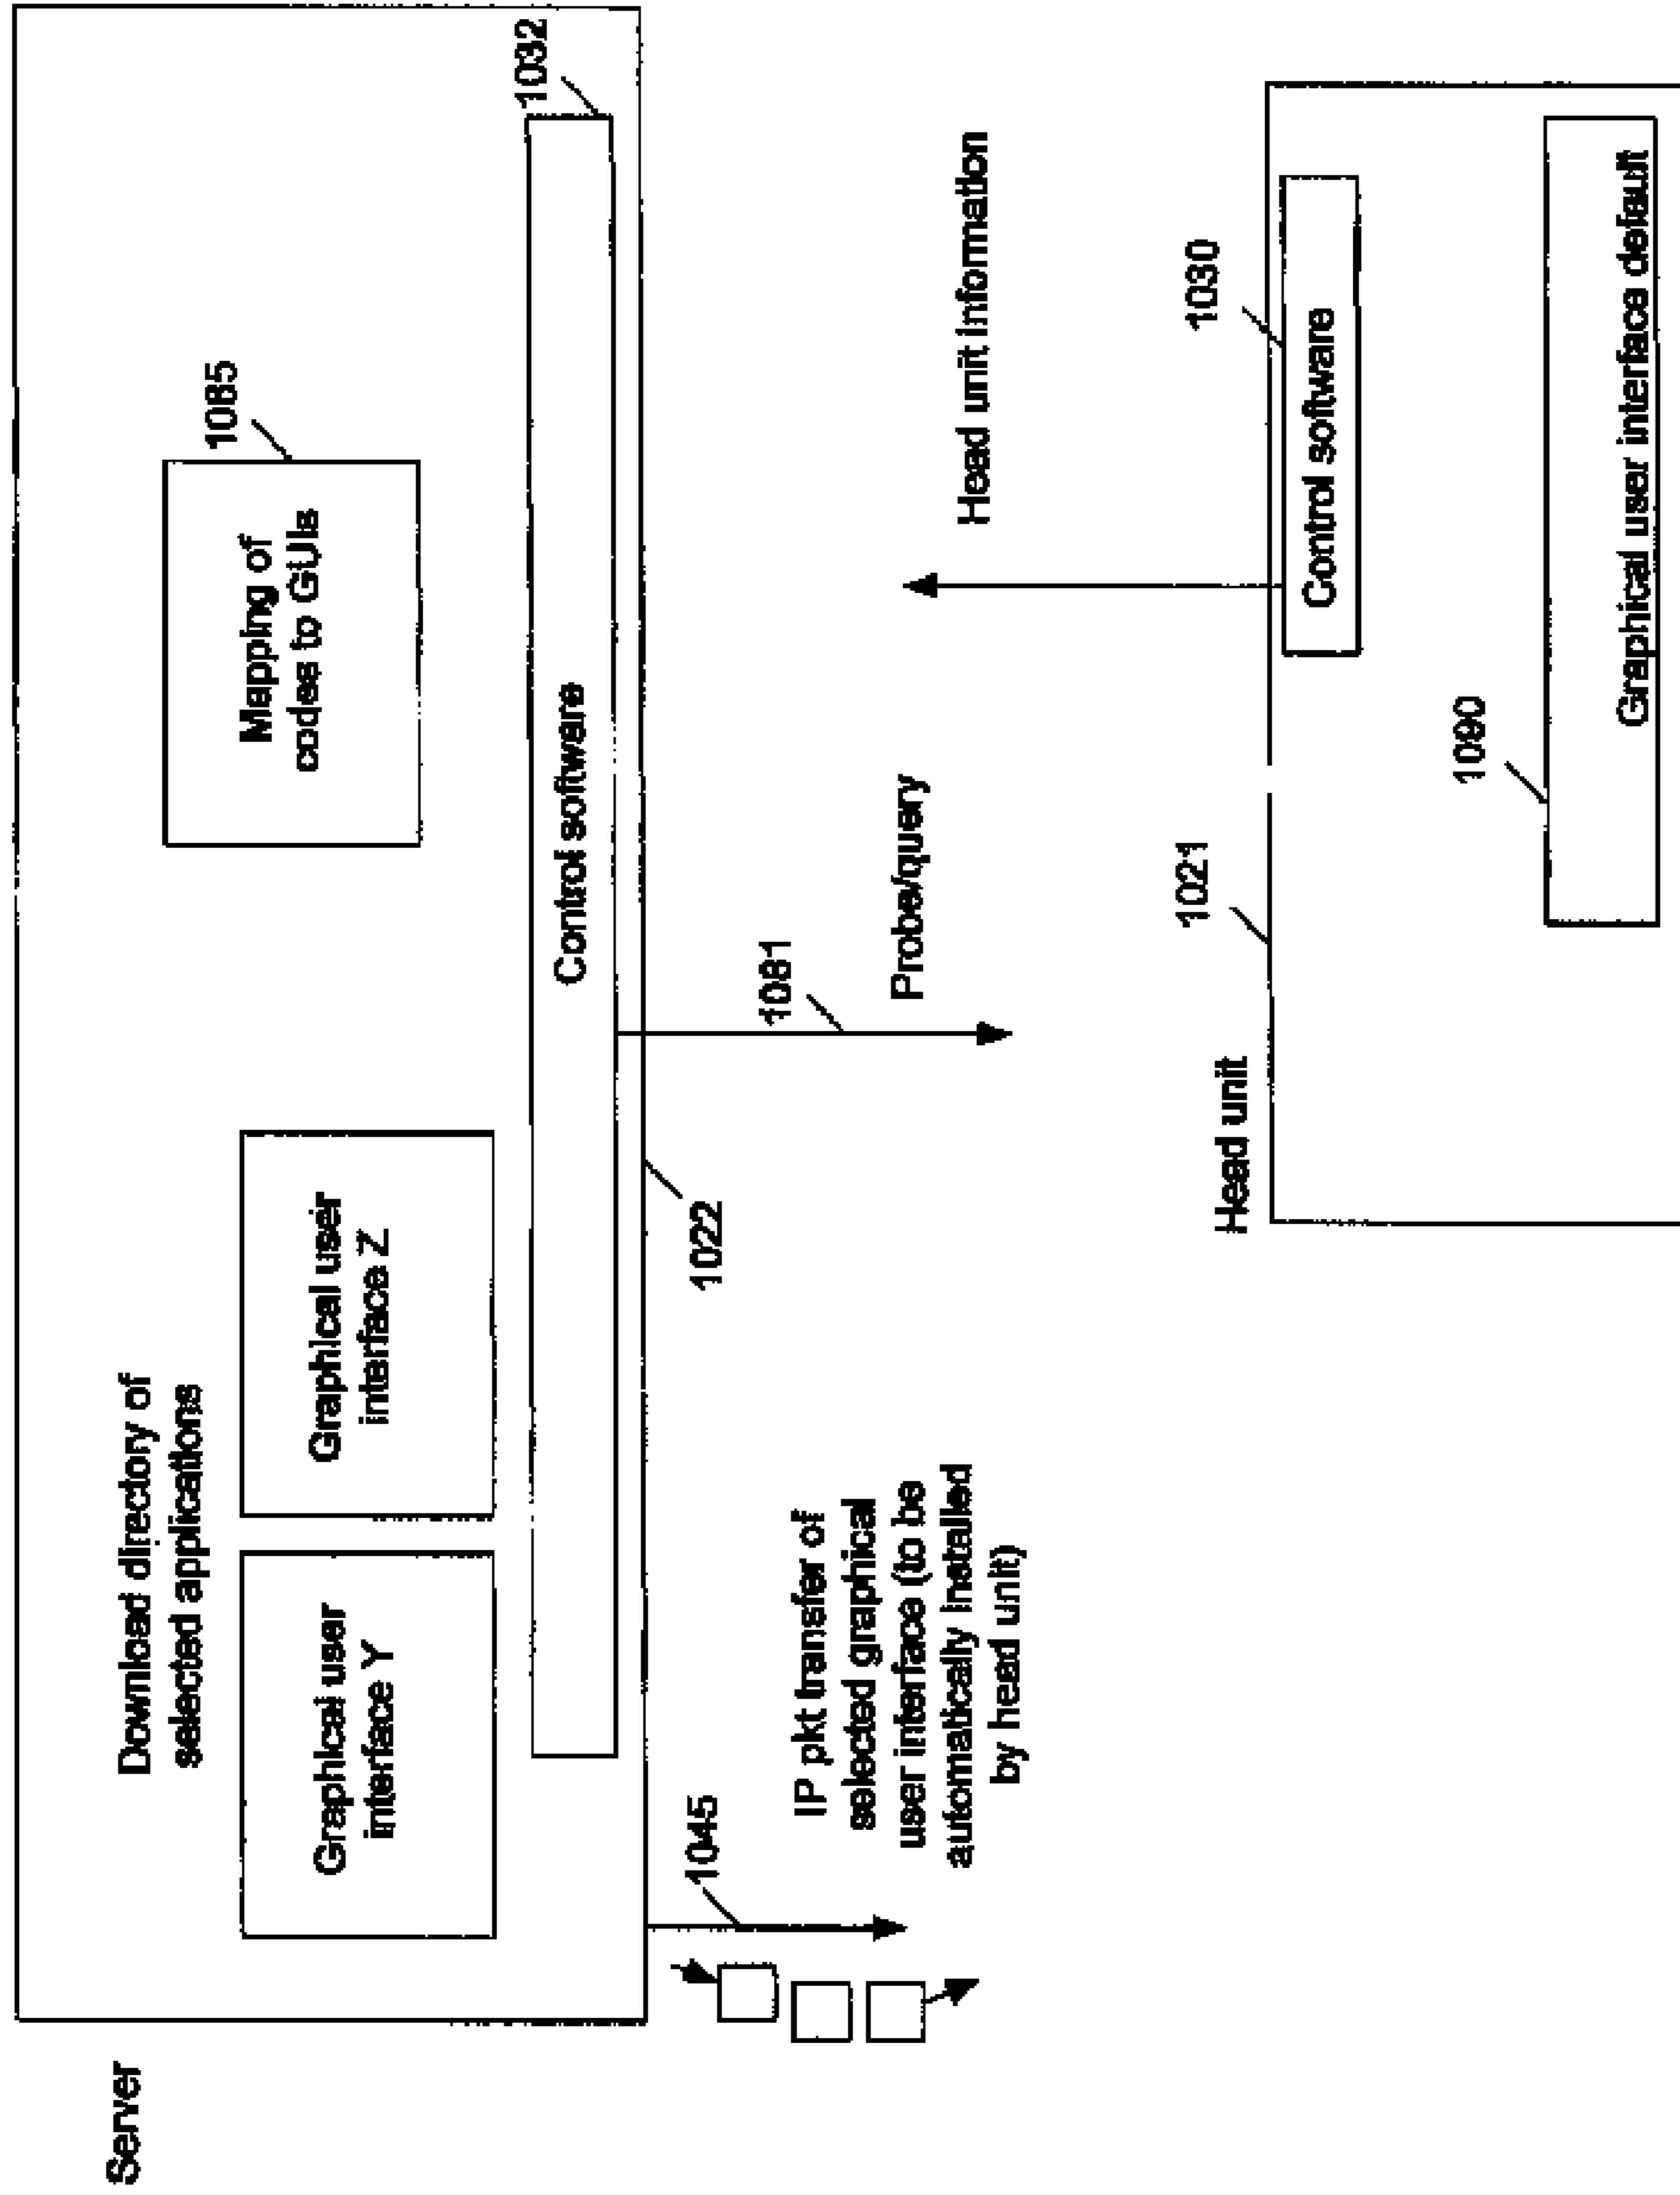 Server
Download directory of
selected applications
Graphical user
interface Y
Graphical user
interface Z
Mapping of
codes to GUIs
1085
Control software
1032
1022
1045
IP pkt transfer of
selected graphical
user interface (to be
automatically installed
by head unit)
1081
Probe/query
Head unit information
Head unit
1021
1030
Control software
1090
Graphical user interface default